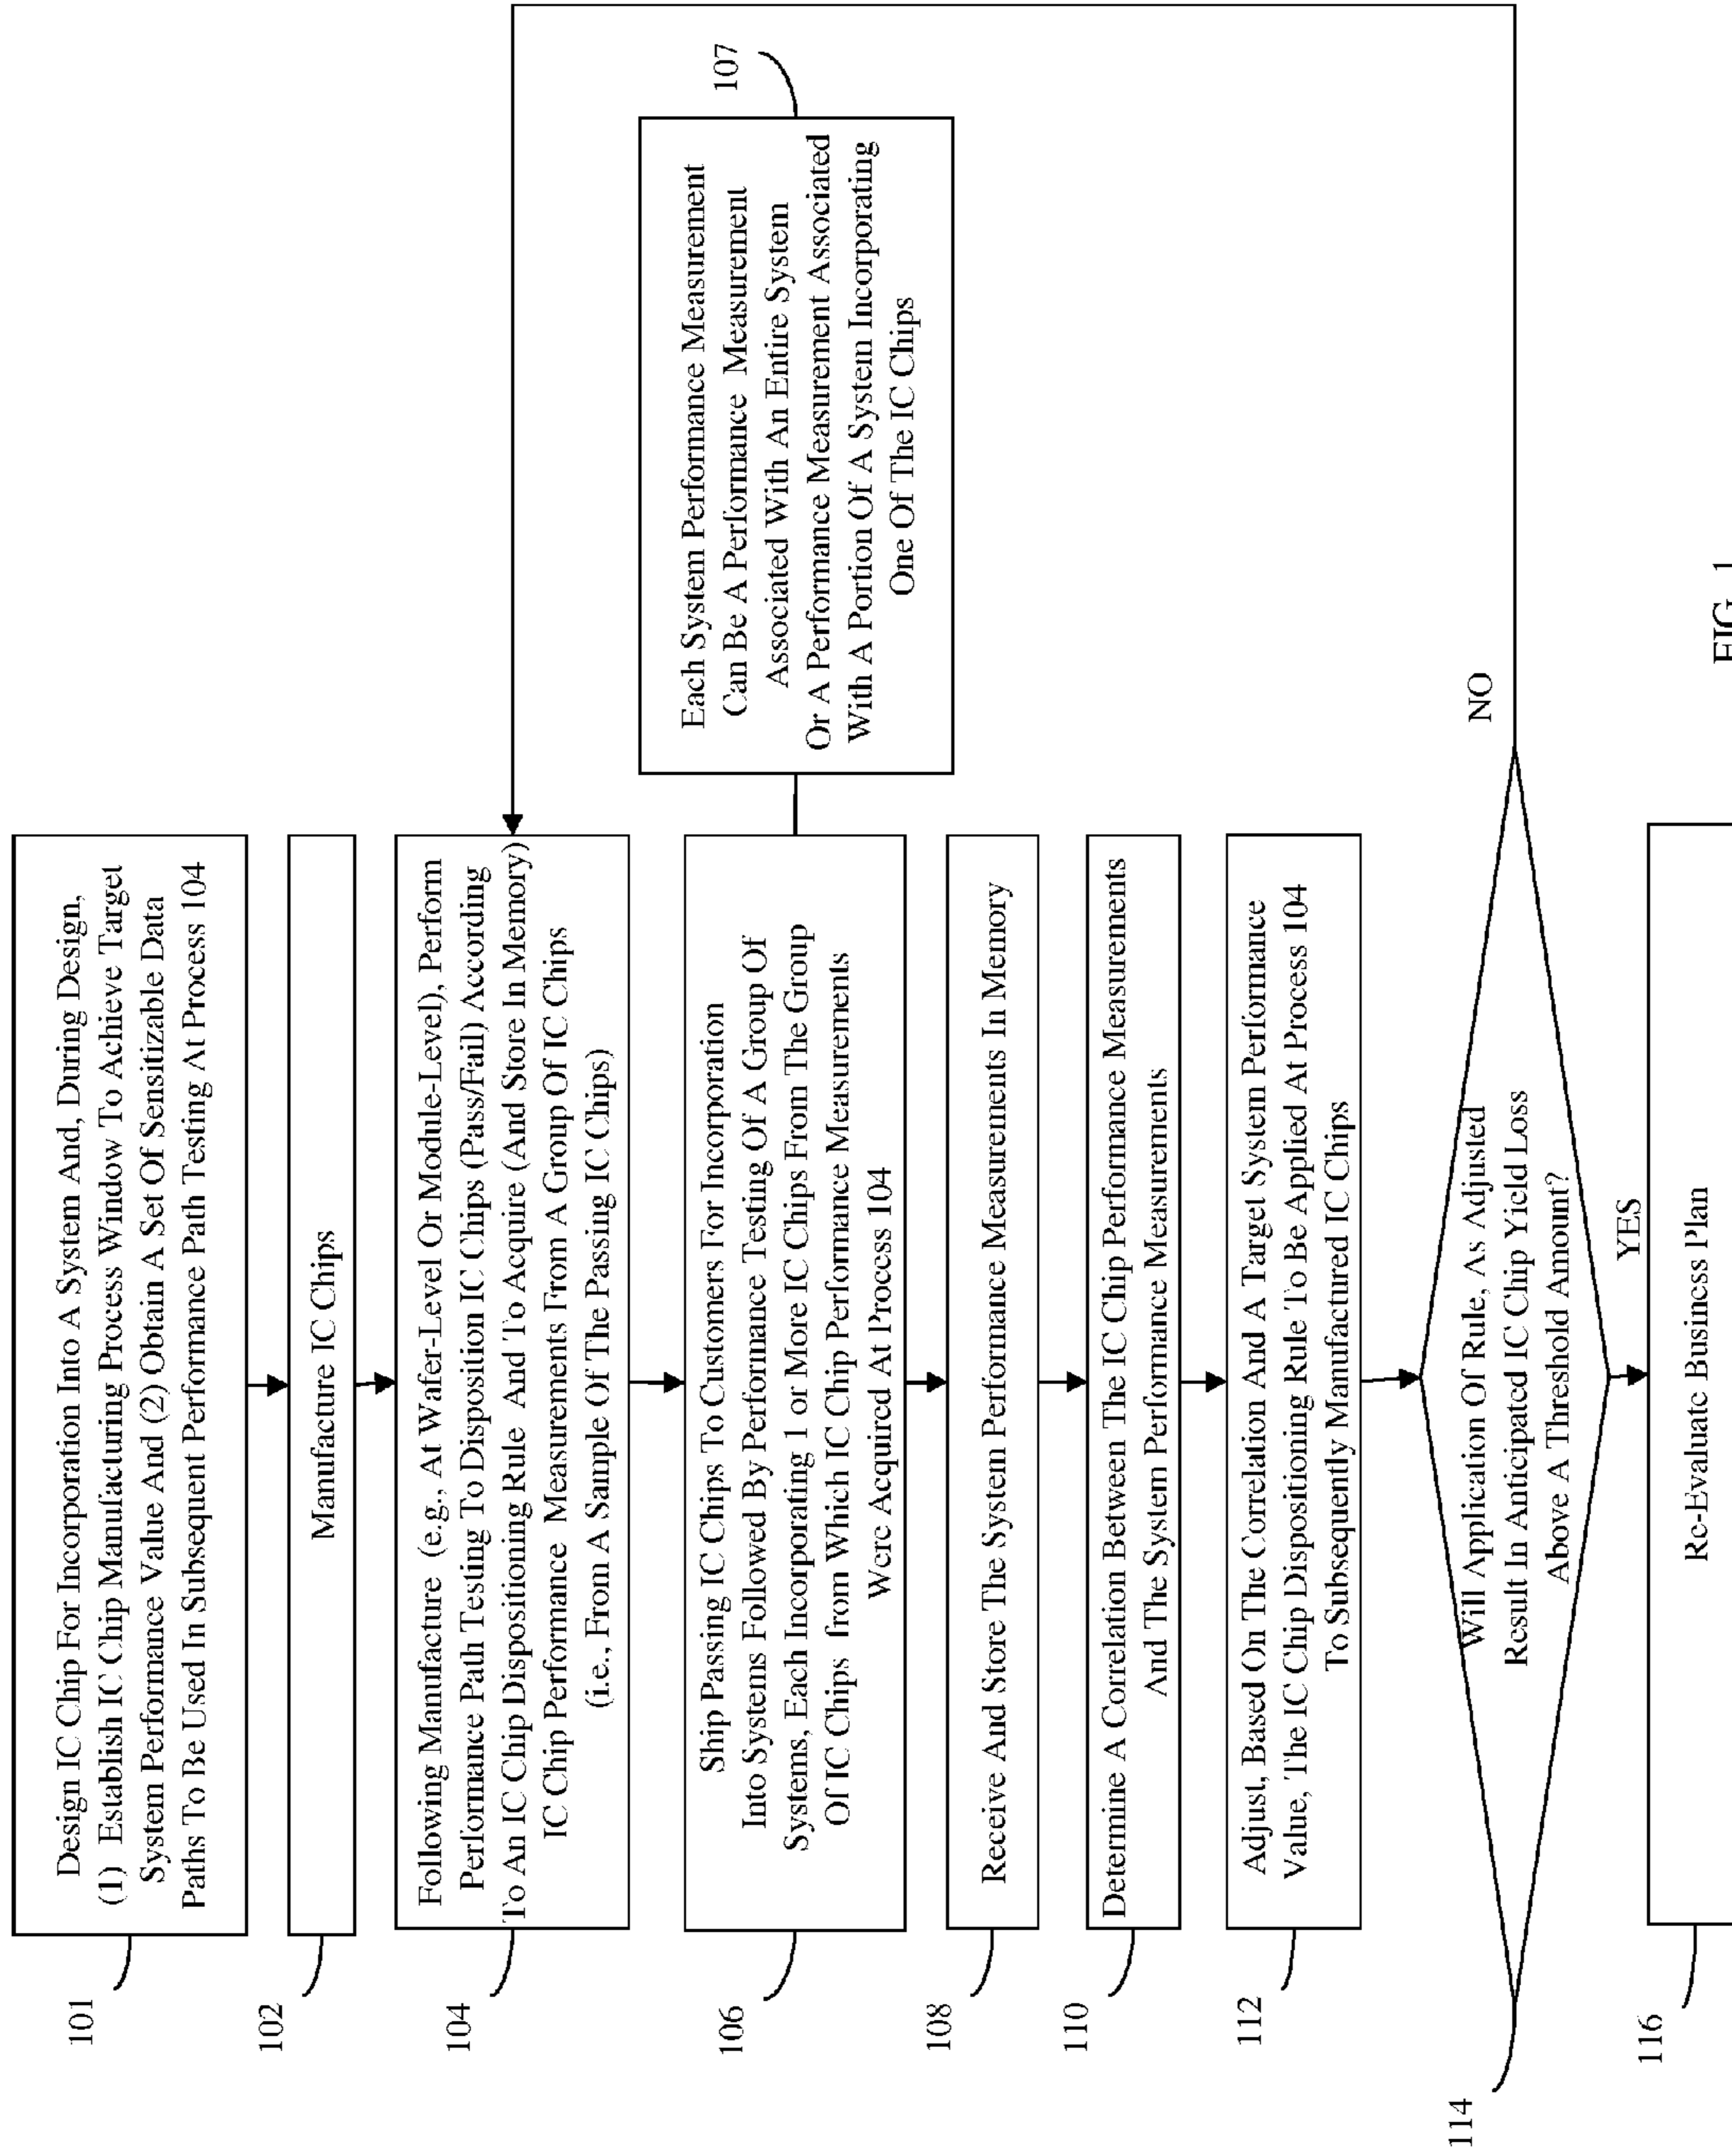 101
Design IC Chip For Incorporation Into A System And, During Design,
(1) Establish IC Chip Manufacturing Process Window To Achieve Target
System Performance Value And (2) Obtain A Set Of Sensitizable Data
Paths To Be Used In Subsequent Performance Path Testing At Process 104
102
Manufacture IC Chips
104
Following Manufacture (e.g., At Wafer-Level Or Module-Level), Perform
Performance Path Testing To Disposition IC Chips (Pass/Fail) According
To An IC Chip Dispositioning Rule And To Acquire (And Store In Memory)
IC Chip Performance Measurements From A Group Of IC Chips
(i.e., From A Sample Of The Passing IC Chips)
106
Ship Passing IC Chips To Customers For Incorporation
Into Systems Followed By Performance Testing Of A Group Of
Systems, Each Incorporating 1 or More IC Chips From The Group
Of IC Chips from Which IC Chip Performance Measurements
Were Acquired At Process 104
107
Each System Performance Measurement
Can Be A Performance Measurement
Associated With An Entire System
Or A Performance Measurement Associated
With A Portion Of A System Incorporating
One Of The IC Chips
108
Receive And Store The System Performance Measurements In Memory
110
Determine A Correlation Between The IC Chip Performance Measurements
And The System Performance Measurements
112
Adjust, Based On The Correlation And A Target System Performance
Value, The IC Chip Dispositioning Rule To Be Applied At Process 104
To Subsequently Manufactured IC Chips
114
Will Application Of Rule, As Adjusted
Result In Anticipated IC Chip Yield Loss
Above A Threshold Amount?
NO
YES
116
Re-Evaluate Business Plan
FIG. 1